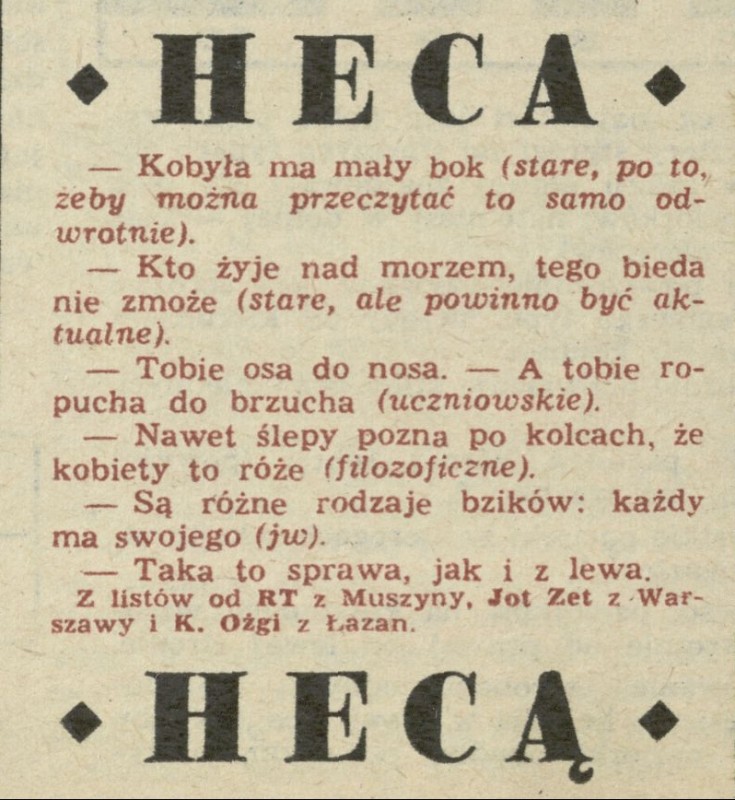 ◆ HECA ◆
— Kobyła ma mały bok (stare, po to,
żeby można przeczytać to samo od-
wrotnie).
— Kto żyje nad morzem, tego bieda
nie zmoże (stare, ale powinno być ak-
tualne).
— Tobie osa do nosa. — A tobie ro-
pucha do brzucha (uczniowskie).
— Nawet ślepy pozna po kolcach, że
kobiety to róże (filozoficzne).
— Są różne rodzaje bzików: każdy
ma swojego (jw).
— Taka to sprawa, jak i z lewa.
Z listów od RT z Muszyny, Jot Zet z War-
szawy i K. Ożgi z Łazan.
◆ HECĄ ◆